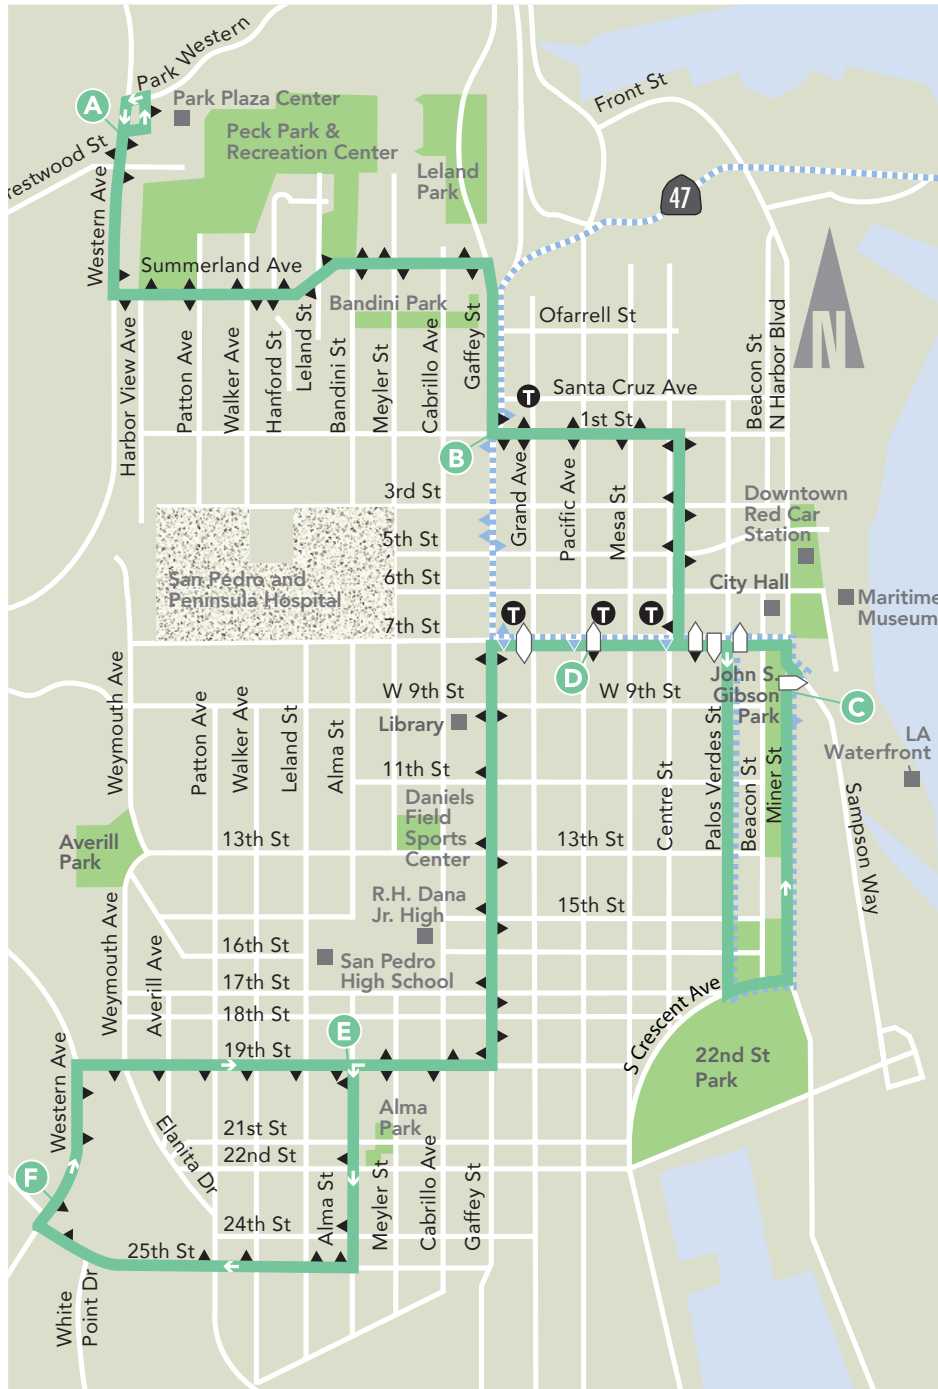 Park Western
Front St
A
Park Plaza Center
Peck Park &
Recreation Center
restwood St
Leland
Park
47
Western Ave
Summerland Ave
N
Bandini Park
Ofarrell St
Harbor View Ave
Patton Ave
Walker Ave
Hanford St
Leland St
Bandini St
Meyler St
Cabrillo Ave
Gaffey St
Beacon St
N Harbor Blvd
Santa Cruz Ave
T
1st St
B
Grand Ave
Pacific Ave
Mesa St
3rd St
Downtown
Red Car
Station
5th St
6th St
San Pedro and
Peninsula Hospital
City Hall
Maritime
Museum
7th St
T
T
T
D
John S.
Gibson
Park
C
W 9th St
W 9th St
Library
LA
Waterfront
Weymouth Ave
Patton Ave
Walker Ave
Leland St
Alma St
11th St
Centre St
Palos Verdes St
Beacon St
Miner St
Sampson Way
Daniels
Field
Sports
Center
Averill
Park
13th St
13th St
R.H. Dana
Jr. High
15th St
Weymouth Ave
Averill Ave
16th St
San Pedro
High School
17th St
18th St
S Crescent Ave
E
19th St
22nd St
Park
Western Ave
Elanita Dr
Alma
Park
21st St
22nd St
F
Alma St
Meyler St
Cabrillo Ave
Gaffey St
24th St
25th St
White
Point Dr